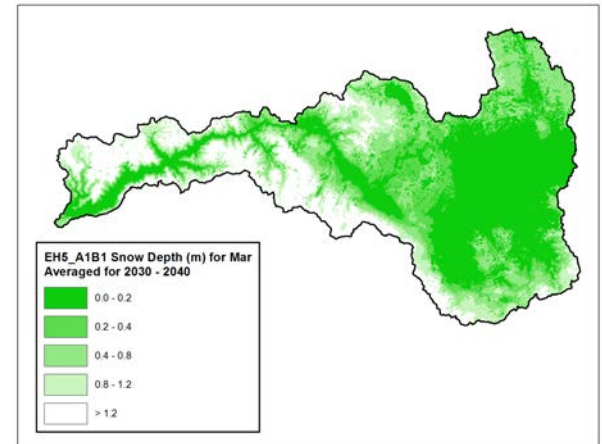 EH5_A1B1 Snow Depth (m) for Mar
Averaged for 2030 - 2040
0.0 - 0.2
0.2 - 0.4
0.4 - 0.8
0.8 - 1.2
> 1.2